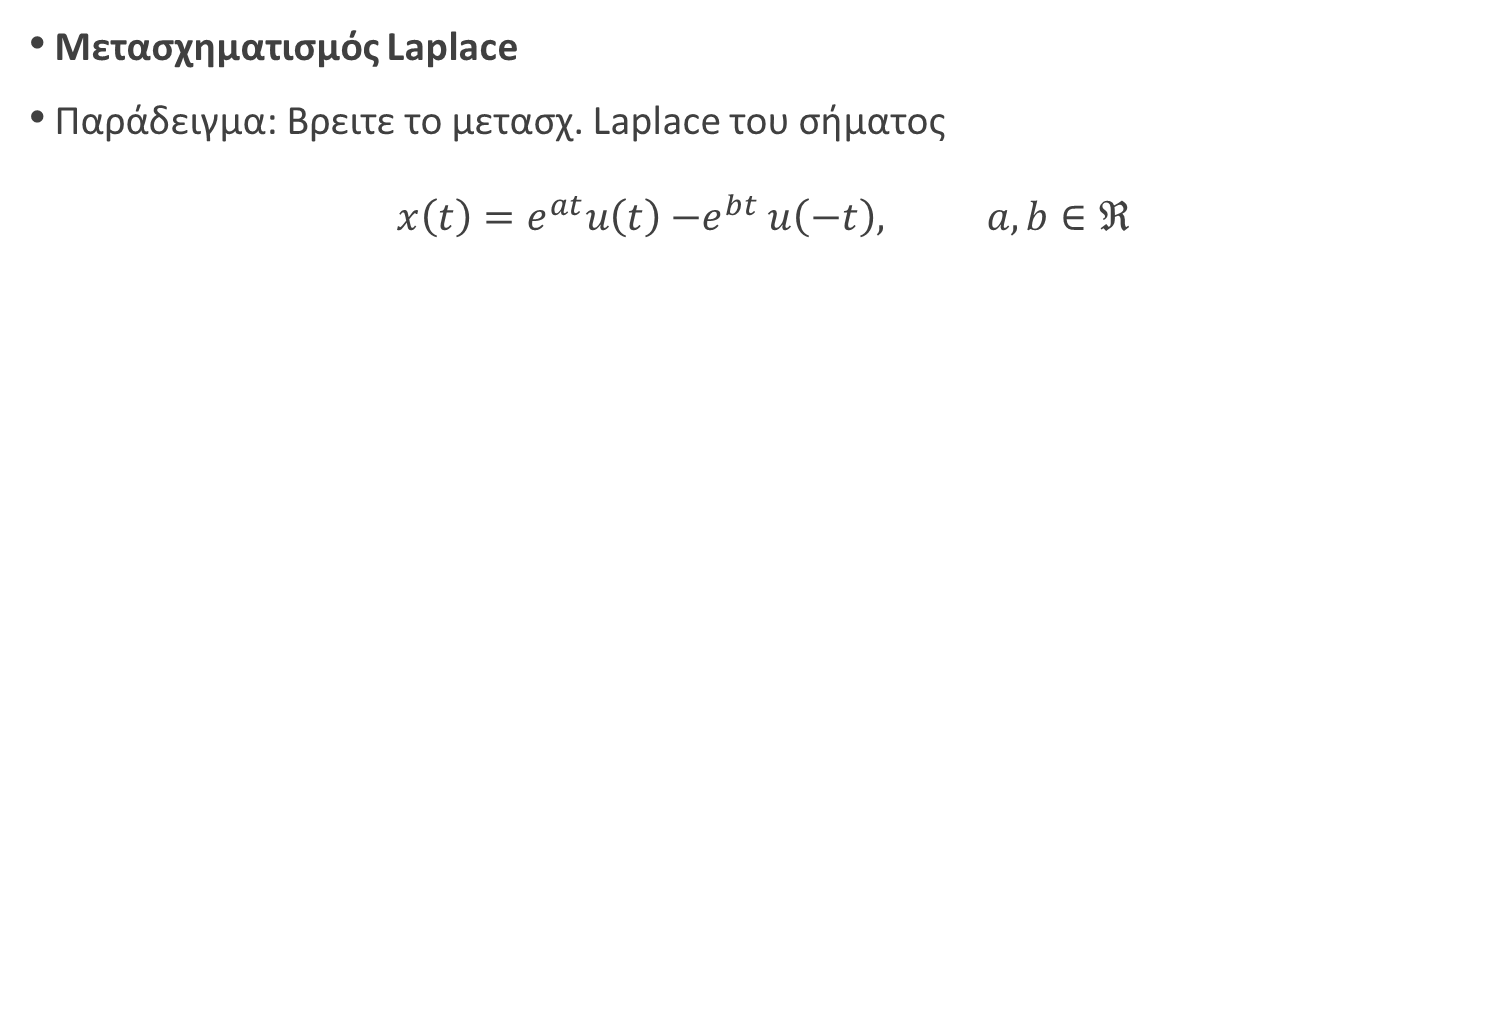 • Μετασχηματισμός Laplace
• Παράδειγμα: Βρειτε το μετασχ. Laplace του σήματος
x(t) = e^{at}u(t) −e^{bt} u(−t), a, b ∈ ℜ